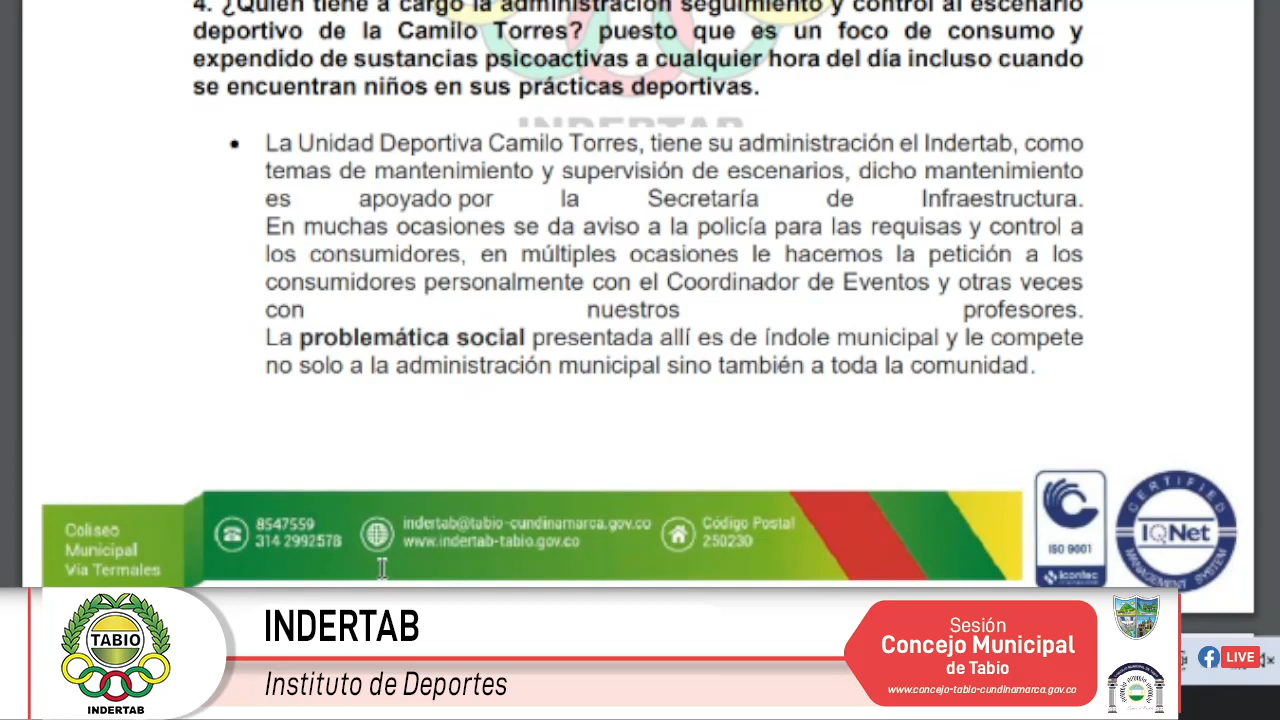 4. ¿Quién tiene a cargo la administración seguimiento y control al escenario
deportivo de la Camilo Torres? puesto que es un foco de consumo y
expendido de sustancias psicoactivas a cualquier hora del día incluso cuando
se encuentran niños en sus prácticas deportivas.
INDERTAB
• La Unidad Deportiva Camilo Torres, tiene su administración el Indertab, como
temas de mantenimiento y supervisión de escenarios, dicho mantenimiento
es apoyado por la Secretaría de Infraestructura.
En muchas ocasiones se da aviso a la policía para las requisas y control a
los consumidores, en múltiples ocasiones le hacemos la petición a los
consumidores personalmente con el Coordinador de Eventos y otras veces
con nuestros profesores.
La problemática social presentada allí es de índole municipal y le compete
no solo a la administración municipal sino también a toda la comunidad.
Coliseo
Municipal
Vía Termales
8547559
314 2992578
indertab@tabio-cundinamarca.gov.co
www.indertab-tabio.gov.co
Código Postal
250230
ISO 9001
icontec
CERTIFIED
IQNet
MANAGEMENT SYSTEM
TABIO
INDERTAB
INDERTAB
Instituto de Deportes
Sesión
Concejo Municipal
de Tabio
www.concejo-tabio-cundinamarca.gov.co
LIVE